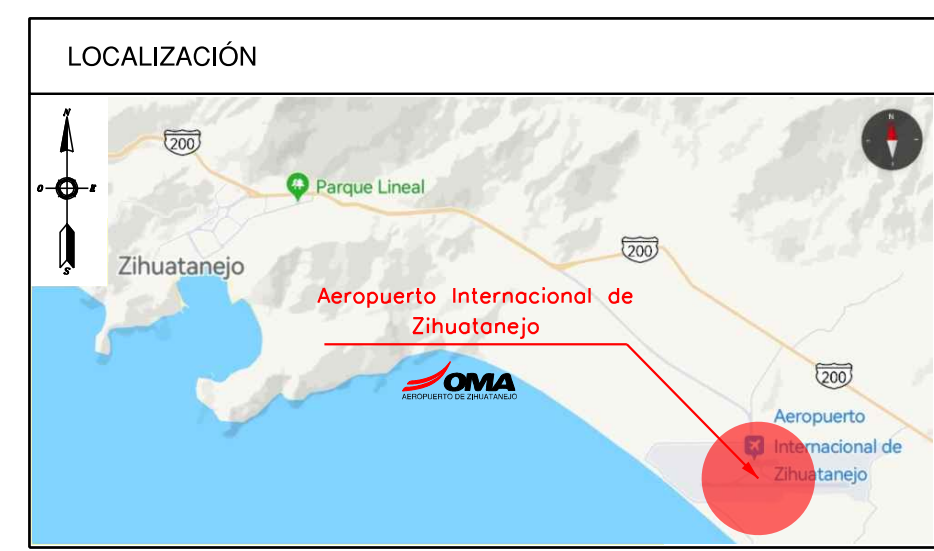 LOCALIZACIÓN
N
O
E
S
200
N
Parque Lineal
Zihuatanejo
200
Aeropuerto Internacional de
Zihuatanejo
OMA
AEROPUERTO DE ZIHUATANEJO
200
Aeropuerto
Internacional de
Zihuatanejo